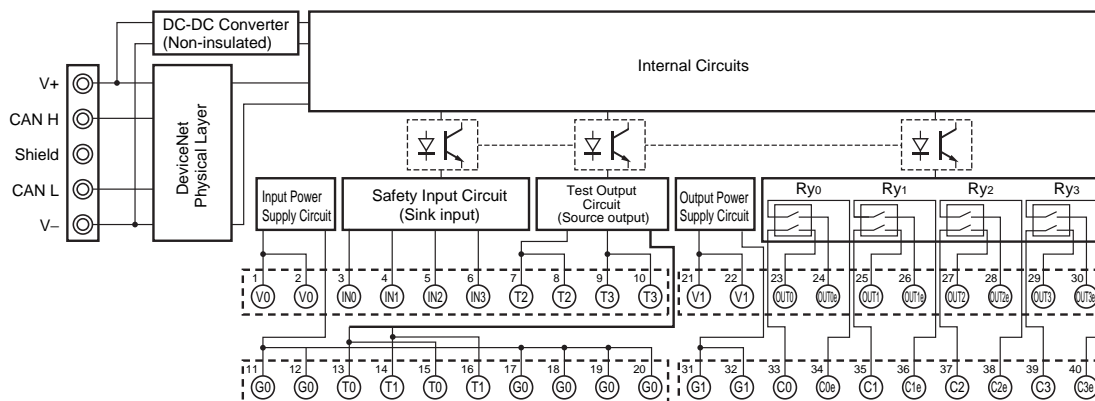 DC-DC Converter
(Non-insulated)
Internal Circuits
V+
CAN H
Shield
CAN L
V–
DeviceNet
Physical Layer
Input Power
Supply Circuit
Safety Input Circuit
(Sink input)
Test Output
Circuit
(Source output)
Output Power
Supply Circuit
Ry0 Ry1 Ry2 Ry3
1 2 3 4 5 6 7 8 9 10 21 22 23 24 25 26 27 28 29 30
V0 V0 IN0 IN1 IN2 IN3 T2 T2 T3 T3 V1 V1 OUT0 OUT0e OUT1 OUT1e OUT2 OUT2e OUT3 OUT3e
11 12 13 14 15 16 17 18 19 20 31 32 33 34 35 36 37 38 39 40
G0 G0 T0 T1 T0 T1 G0 G0 G0 G0 G1 G1 C0 C0e C1 C1e C2 C2e C3 C3e